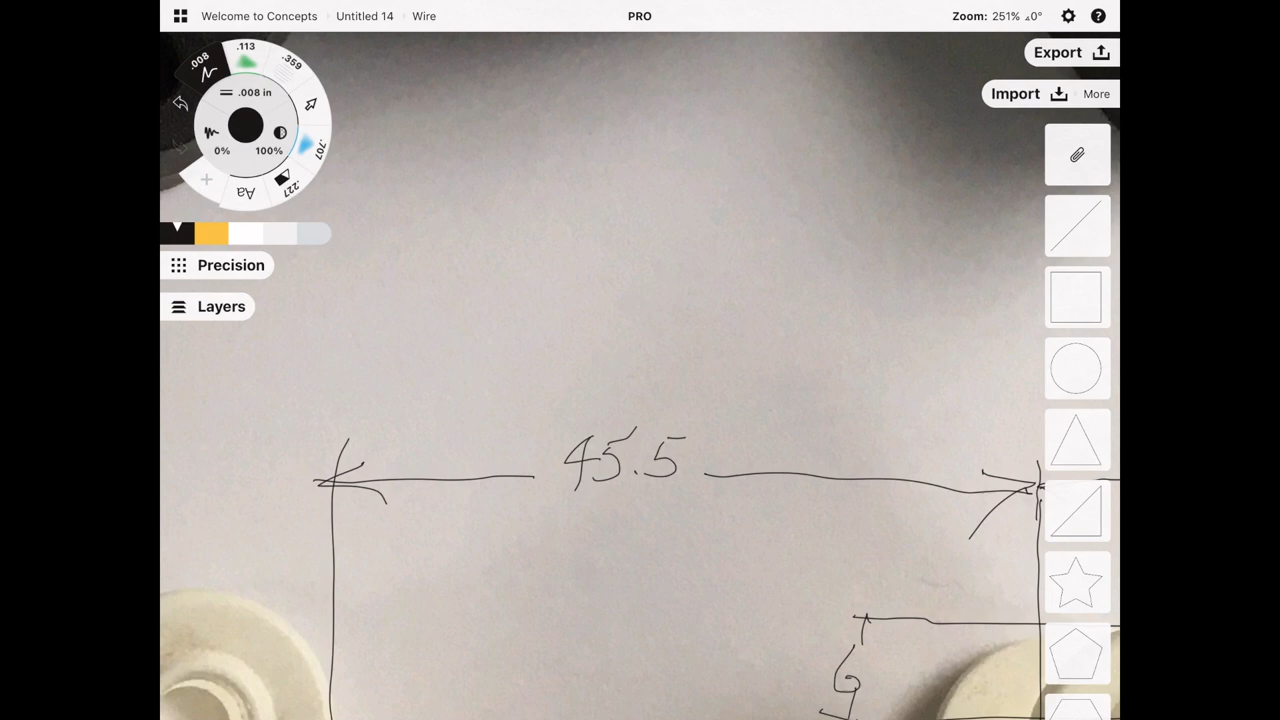 Welcome to Concepts Untitled 14 Wire
PRO
Zoom: 251% ⊿0°
Export
Import More
.008
.113
.359
.707
.227
Aa
.008 in
0%
100%
Precision
Layers
45.5
6